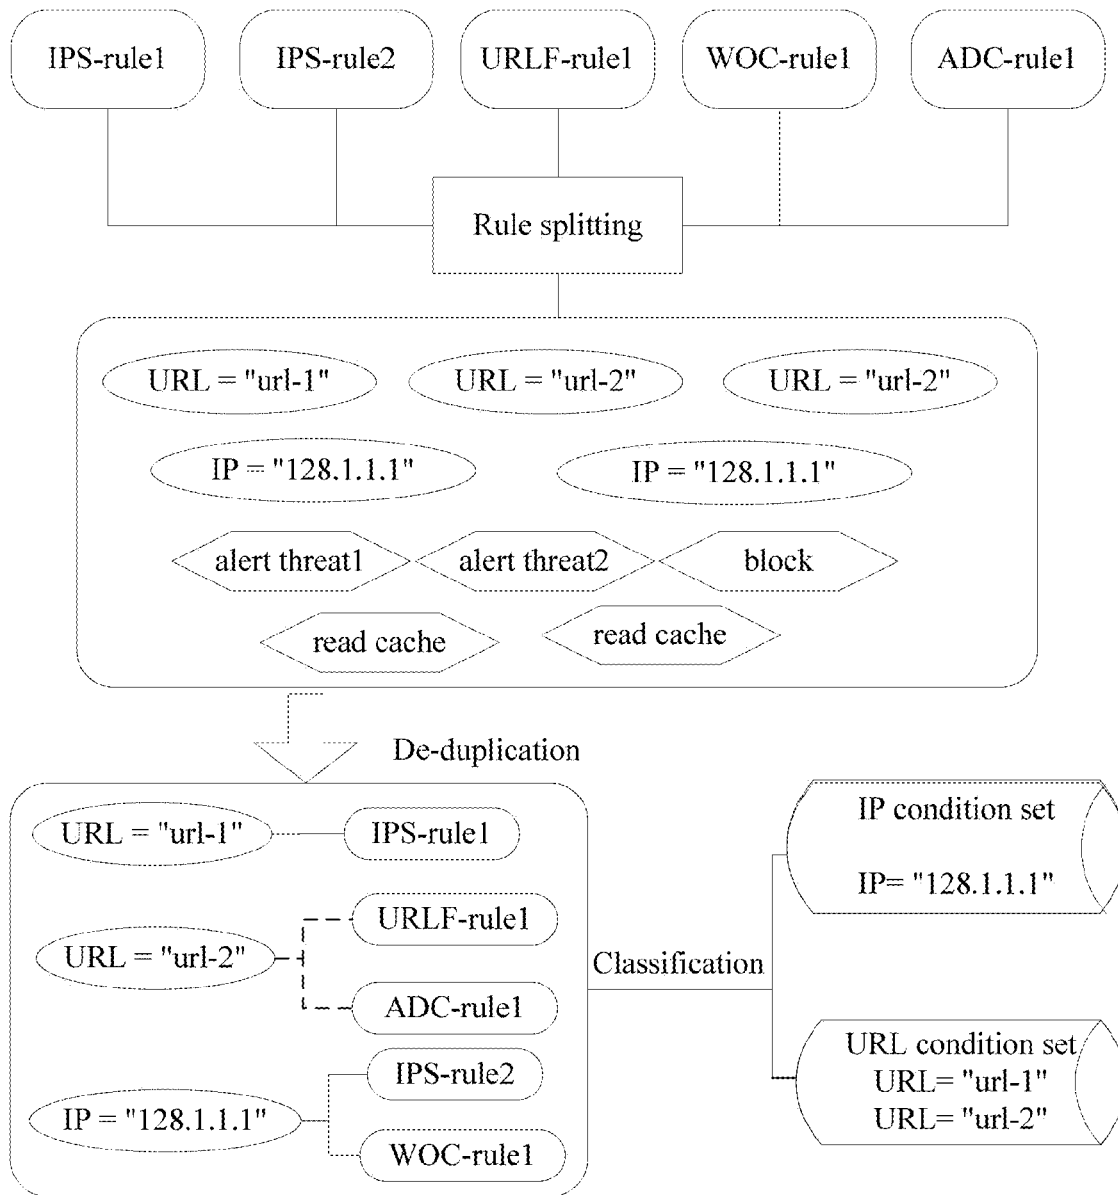 IPS-rule1
IPS-rule2
URLF-rule1
WOC-rule1
ADC-rule1
Rule splitting
URL = "url-1"
URL = "url-2"
URL = "url-2"
IP = "128.1.1.1"
IP = "128.1.1.1"
alert threat1
alert threat2
block
read cache
read cache
De-duplication
URL = "url-1"
IPS-rule1
URL = "url-2"
URLF-rule1
ADC-rule1
IP = "128.1.1.1"
IPS-rule2
WOC-rule1
Classification
IP condition set
IP= "128.1.1.1"
URL condition set
URL= "url-1"
URL= "url-2"